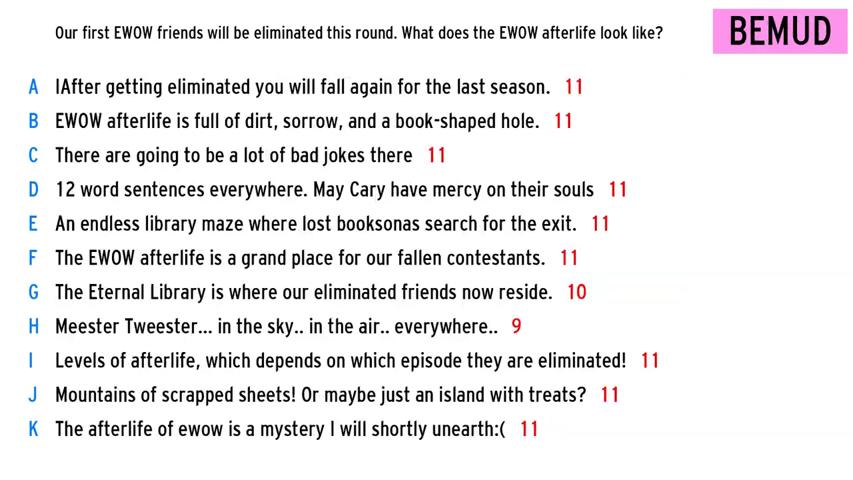 Our first EWOW friends will be eliminated this round. What does the EWOW afterlife look like?
BEMUD
A IAfter getting eliminated you will fall again for the last season. 11
B EWOW afterlife is full of dirt, sorrow, and a book-shaped hole. 11
C There are going to be a lot of bad jokes there 11
D 12 word sentences everywhere. May Cary have mercy on their souls 11
E An endless library maze where lost booksonas search for the exit. 11
F The EWOW afterlife is a grand place for our fallen contestants. 11
G The Eternal Library is where our eliminated friends now reside. 10
H Meester Tweester... in the sky.. in the air.. everywhere.. 9
I Levels of afterlife, which depends on which episode they are eliminated! 11
J Mountains of scrapped sheets! Or maybe just an island with treats? 11
K The afterlife of ewow is a mystery I will shortly unearth:( 11